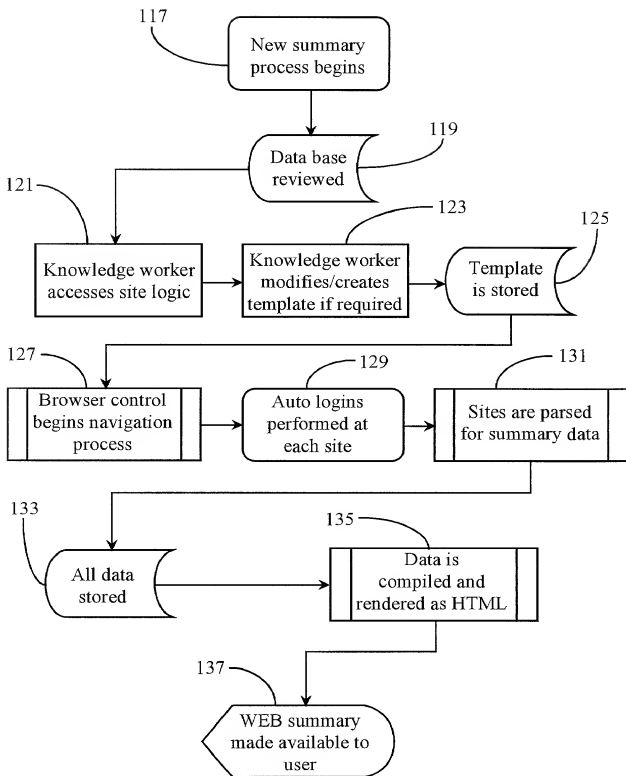 117
New summary
process begins
119
Data base
reviewed
121
Knowledge worker
accesses site logic
123
Knowledge worker
modifies/creates
template if required
125
Template
is stored
127
Browser control
begins navigation
process
129
Auto logins
performed at
each site
131
Sites are parsed
for summary data
133
All data
stored
135
Data is
compiled and
rendered as HTML
137
WEB summary
made available to
user